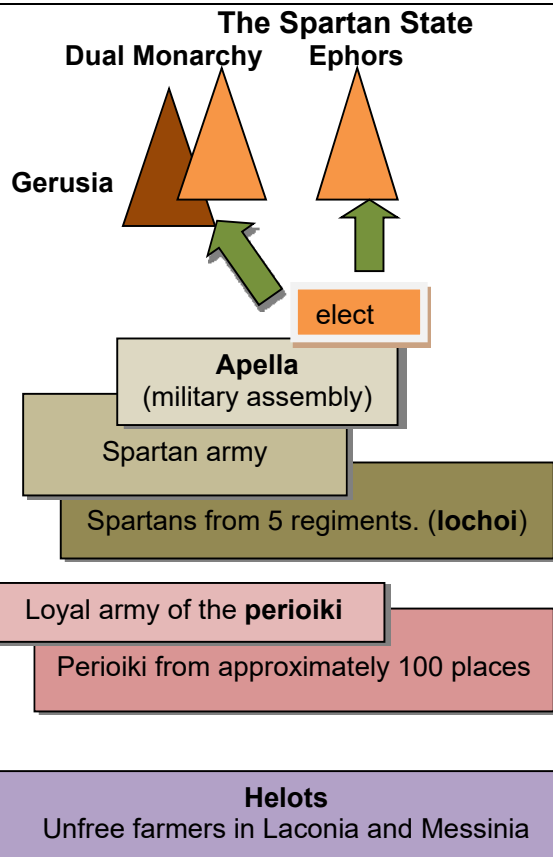 The Spartan State
Dual Monarchy Ephors
Gerusia
elect
Apella
(military assembly)
Spartan army
Spartans from 5 regiments. (lochoi)
Loyal army of the perioiki
Perioiki from approximately 100 places
Helots
Unfree farmers in Laconia and Messinia